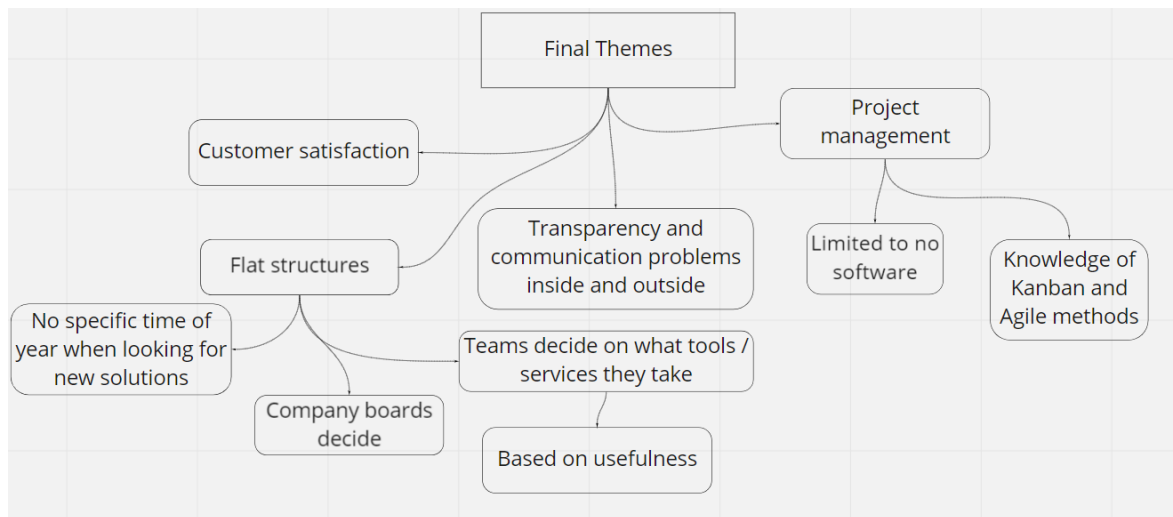 Final Themes
Project
management
Customer satisfaction
Transparency and
communication problems
inside and outside
Limited to no
software
Knowledge of
Kanban and
Agile methods
Flat structures
No specific time of
year when looking for
new solutions
Teams decide on what tools /
services they take
Company boards
decide
Based on usefulness